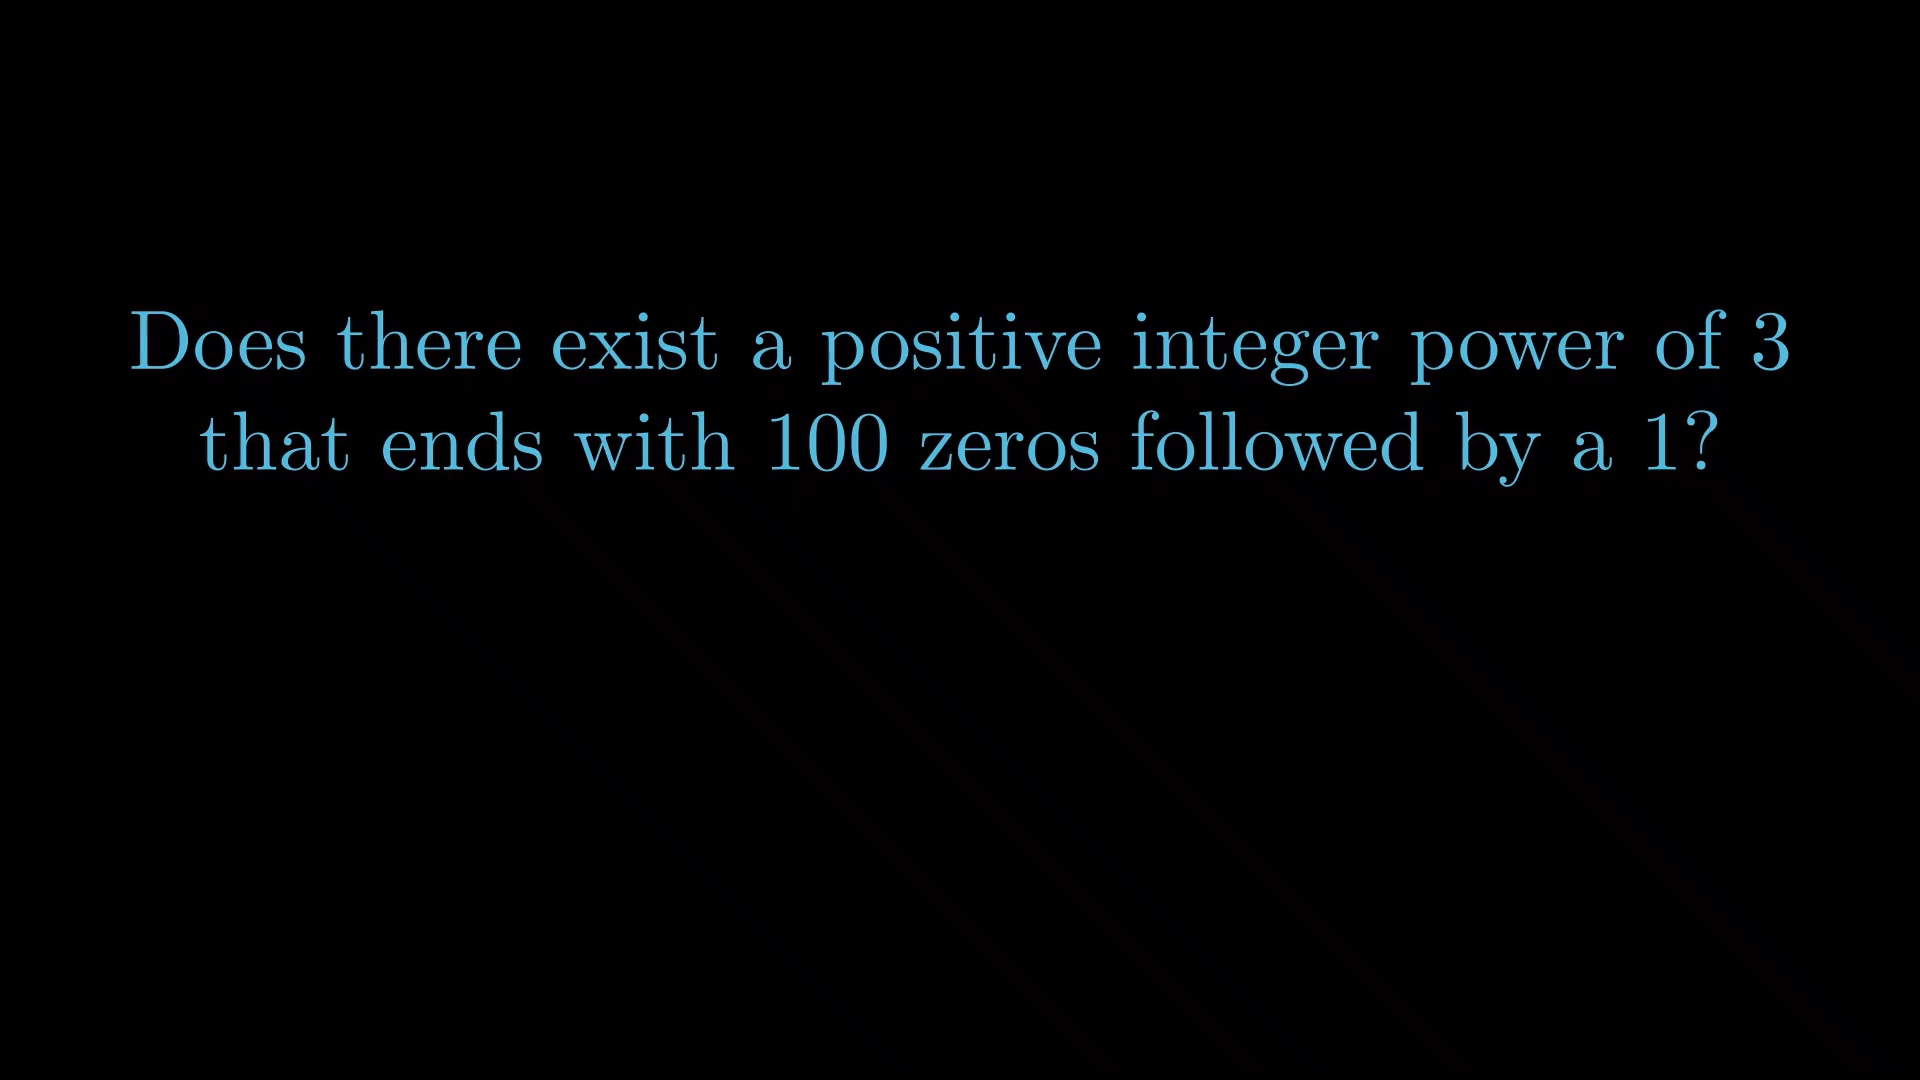 Does there exist a positive integer power of 3
that ends with 100 zeros followed by a 1?